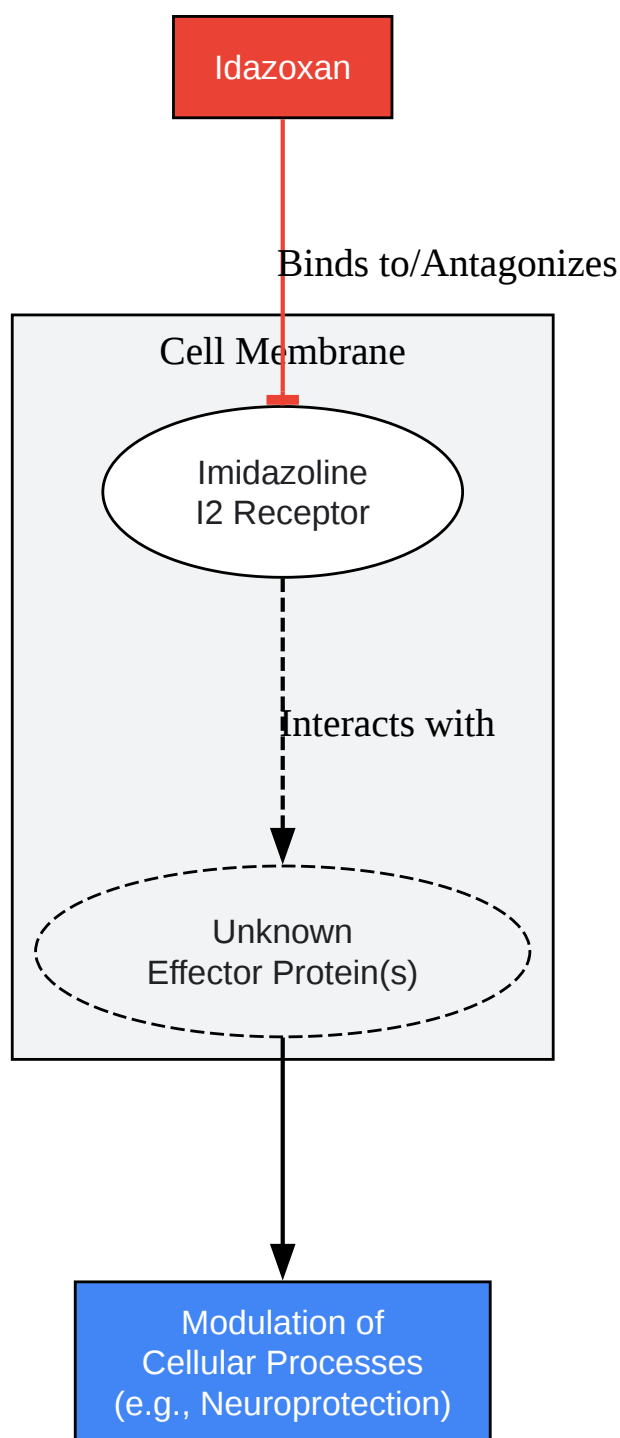 Idazoxan
Binds to/Antagonizes
Cell Membrane
Imidazoline
I2 Receptor
Interacts with
Unknown
Effector Protein(s)
Modulation of
Cellular Processes
(e.g., Neuroprotection)